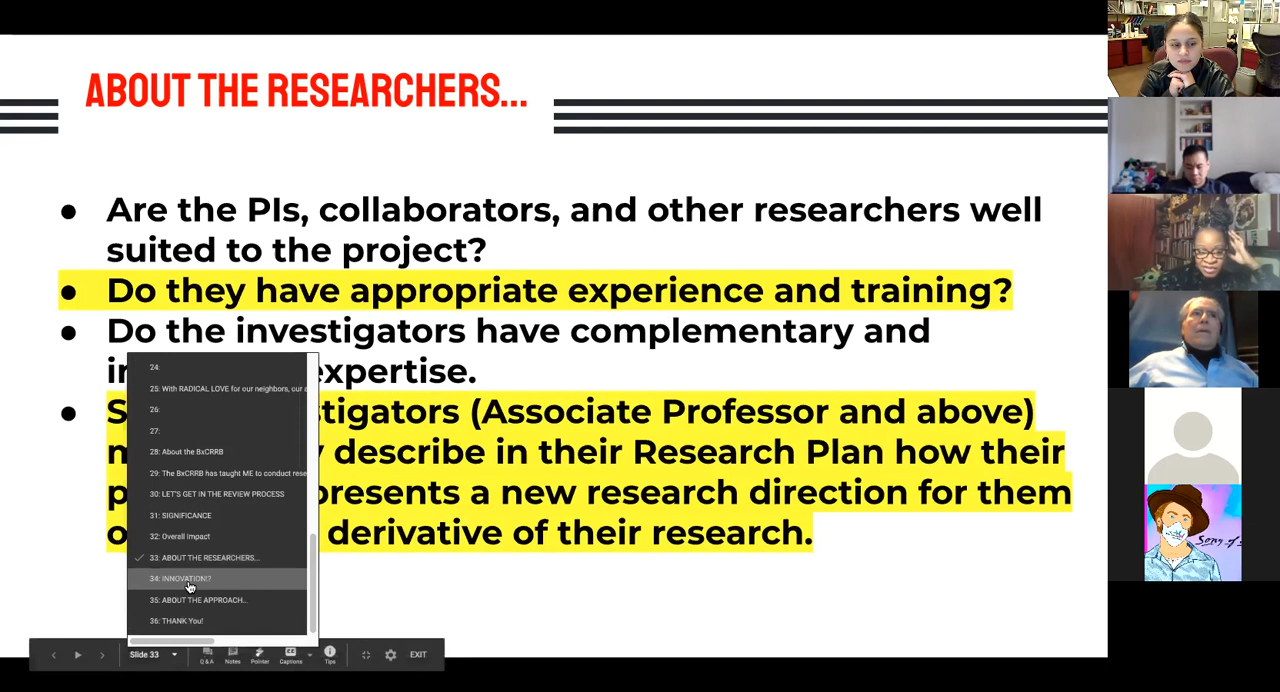 ABOUT THE RESEARCHERS...
● Are the PIs, collaborators, and other researchers well
suited to the project?
● Do they have appropriate experience and training?
● Do the investigators have complementary and
expertise.
● (Associate Professor and above)
describe in their Research Plan how their
a new research direction for them
derivative of their research.
24:
25: With RADICAL LOVE for our neighbors, our
26:
27:
28: About the BxCRRB
29: The BxCRRB has taught ME to conduct rese
30: LET'S GET IN THE REVIEW PROCESS
31: SIGNIFICANCE
32: Overall Impact
33: ABOUT THE RESEARCHERS...
34: INNOVATION!?
35: ABOUT THE APPROACH...
36: THANK You!
Slide 33
Q & A
Notes
Pointer
Captions
Tips
EXIT
Song of